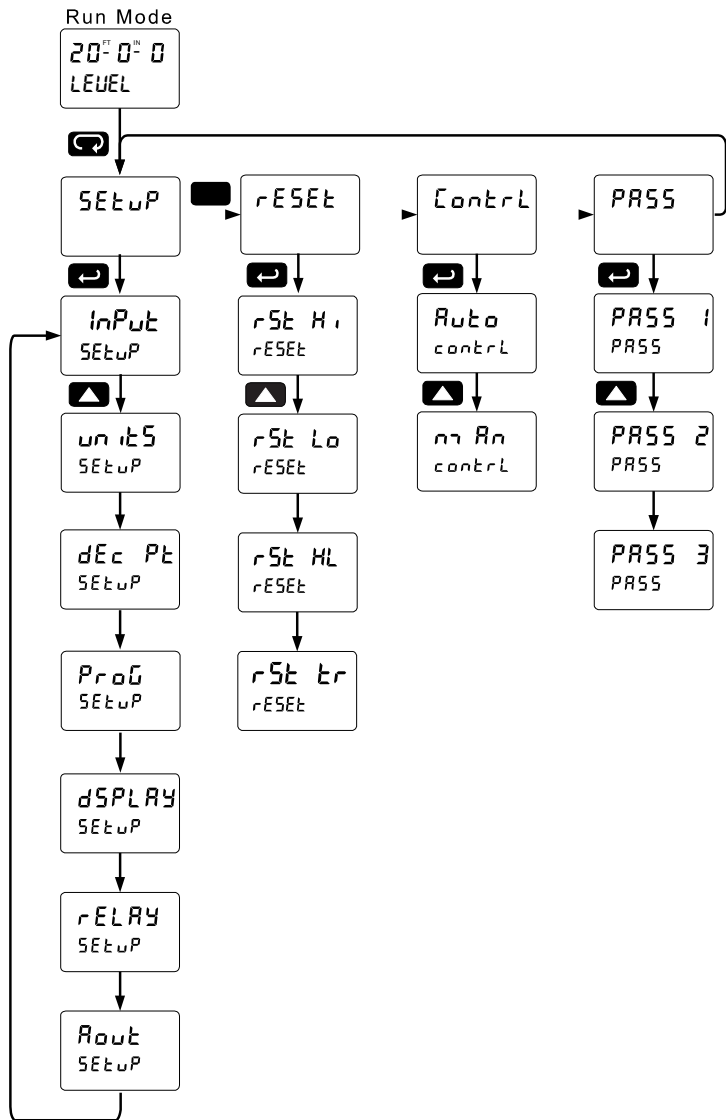 Run Mode
20 FT - 0 IN - 0
LEVEL
SEtuP
rESEt
ContrL
PASS
InPut
SEtuP
rSt Hi
rESEt
Auto
contrL
PASS 1
PASS
unitS
SEtuP
rSt Lo
rESEt
mAn
contrL
PASS 2
PASS
dEc Pt
SEtuP
rSt HL
rESEt
PASS 3
PASS
ProG
SEtuP
rSt tr
rESEt
dSPLAY
SEtuP
rELAY
SEtuP
Aout
SEtuP